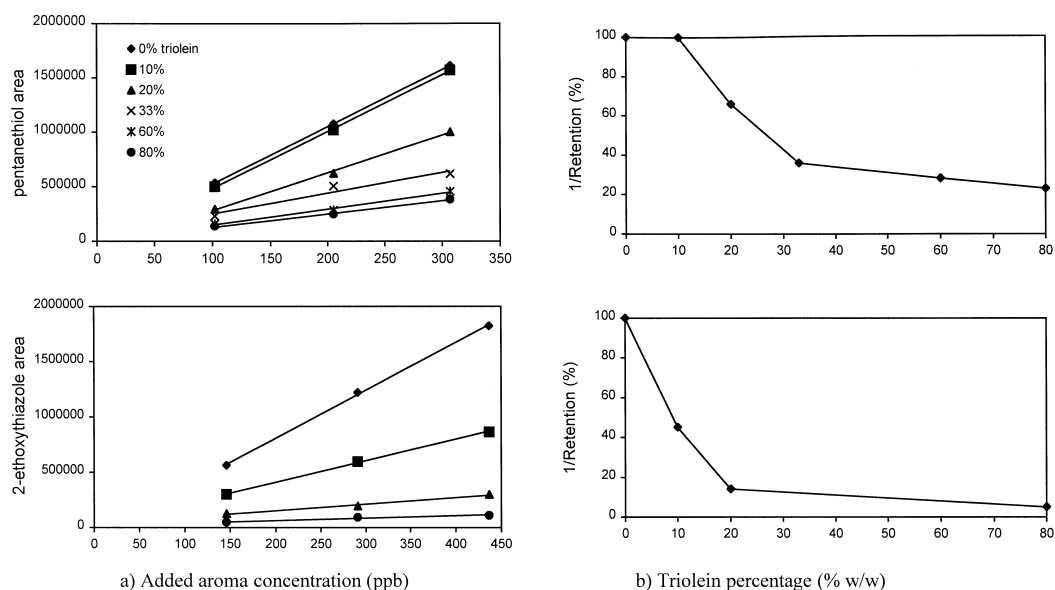 pentanethiol area
2000000
1500000
1000000
500000
0
0% triolein
10%
20%
33%
60%
80%
0 50 100 150 200 250 300 350
1/Retention (%)
100
80
60
40
20
0
0 10 20 30 40 50 60 70 80
2-ethoxythiazole area
2000000
1500000
1000000
500000
0
0 50 100 150 200 250 300 350 400 450
1/Retention (%)
100
80
60
40
20
0
0 10 20 30 40 50 60 70 80
a) Added aroma concentration (ppb)
b) Triolein percentage (% w/w)